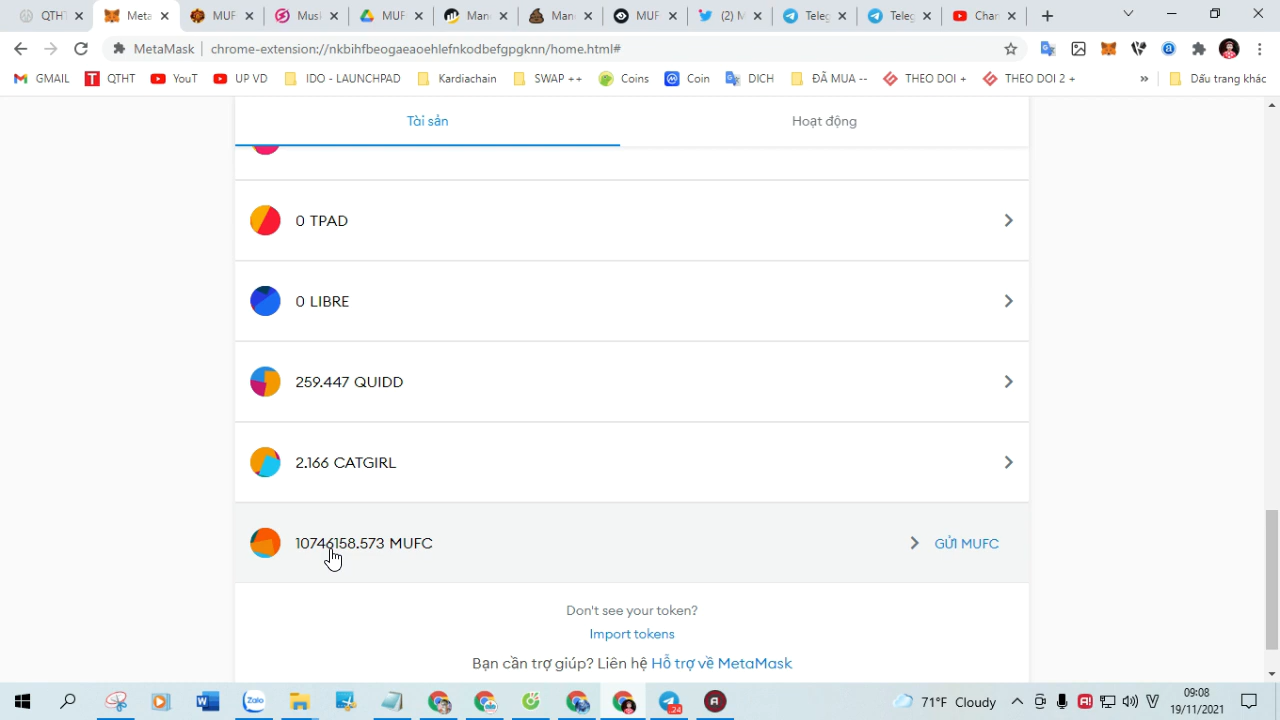 QTH
Meta
MUF
Musl
MUF
Man
Man
MUF
(2) M
Teleg
Teleg
Chan
MetaMask
chrome-extension://nkbihfbeogaeaoehlefnkodbefgpgknn/home.html#
GMAIL
QTHT
YouT
UP VD
IDO - LAUNCHPAD
Kardiachain
SWAP ++
Coins
Coin
DICH
ĐÃ MUA --
THEO DOI +
THEO DOI 2 +
»
Dấu trang khác
Tài sản
Hoạt động
0 TPAD
0 LIBRE
259.447 QUIDD
2.166 CATGIRL
10746158.573 MUFC
GỬI MUFC
Don't see your token?
Import tokens
Bạn cần trợ giúp? Liên hệ Hỗ trợ về MetaMask
Zalo
24
71°F Cloudy
09:08
19/11/2021